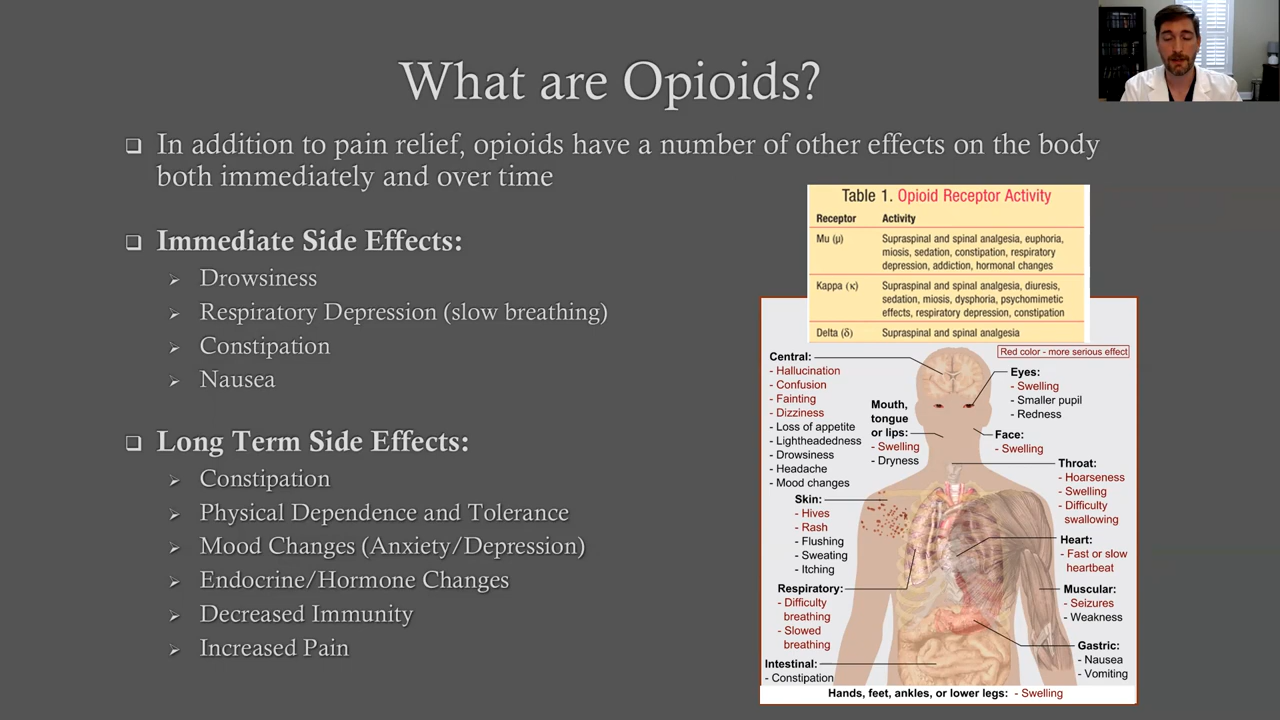 What are Opioids?
In addition to pain relief, opioids have a number of other effects on the body
both immediately and over time
Immediate Side Effects:
Drowsiness
Respiratory Depression (slow breathing)
Constipation
Nausea
Long Term Side Effects:
Constipation
Physical Dependence and Tolerance
Mood Changes (Anxiety/Depression)
Endocrine/Hormone Changes
Decreased Immunity
Increased Pain
Table 1. Opioid Receptor Activity
Receptor Activity
Mu (μ) Supraspinal and spinal analgesia, euphoria,
miosis, sedation, constipation, respiratory
depression, addiction, hormonal changes
Kappa (κ) Supraspinal and spinal analgesia, diuresis,
sedation, miosis, dysphoria, psychomimetic
effects, respiratory depression, constipation
Delta (δ) Supraspinal and spinal analgesia
Red color - more serious effect
Central:
- Hallucination
- Confusion
- Fainting
- Dizziness
- Loss of appetite
- Lightheadedness
- Drowsiness
- Headache
- Mood changes
Mouth,
tongue
or lips:
- Swelling
- Dryness
Eyes:
- Swelling
- Smaller pupil
- Redness
Face:
- Swelling
Throat:
- Hoarseness
- Swelling
- Difficulty
swallowing
Skin:
- Hives
- Rash
- Flushing
- Sweating
- Itching
Heart:
- Fast or slow
heartbeat
Respiratory:
- Difficulty
breathing
- Slowed
breathing
Muscular:
- Seizures
- Weakness
Gastric:
- Nausea
- Vomiting
Intestinal:
- Constipation
Hands, feet, ankles, or lower legs: - Swelling